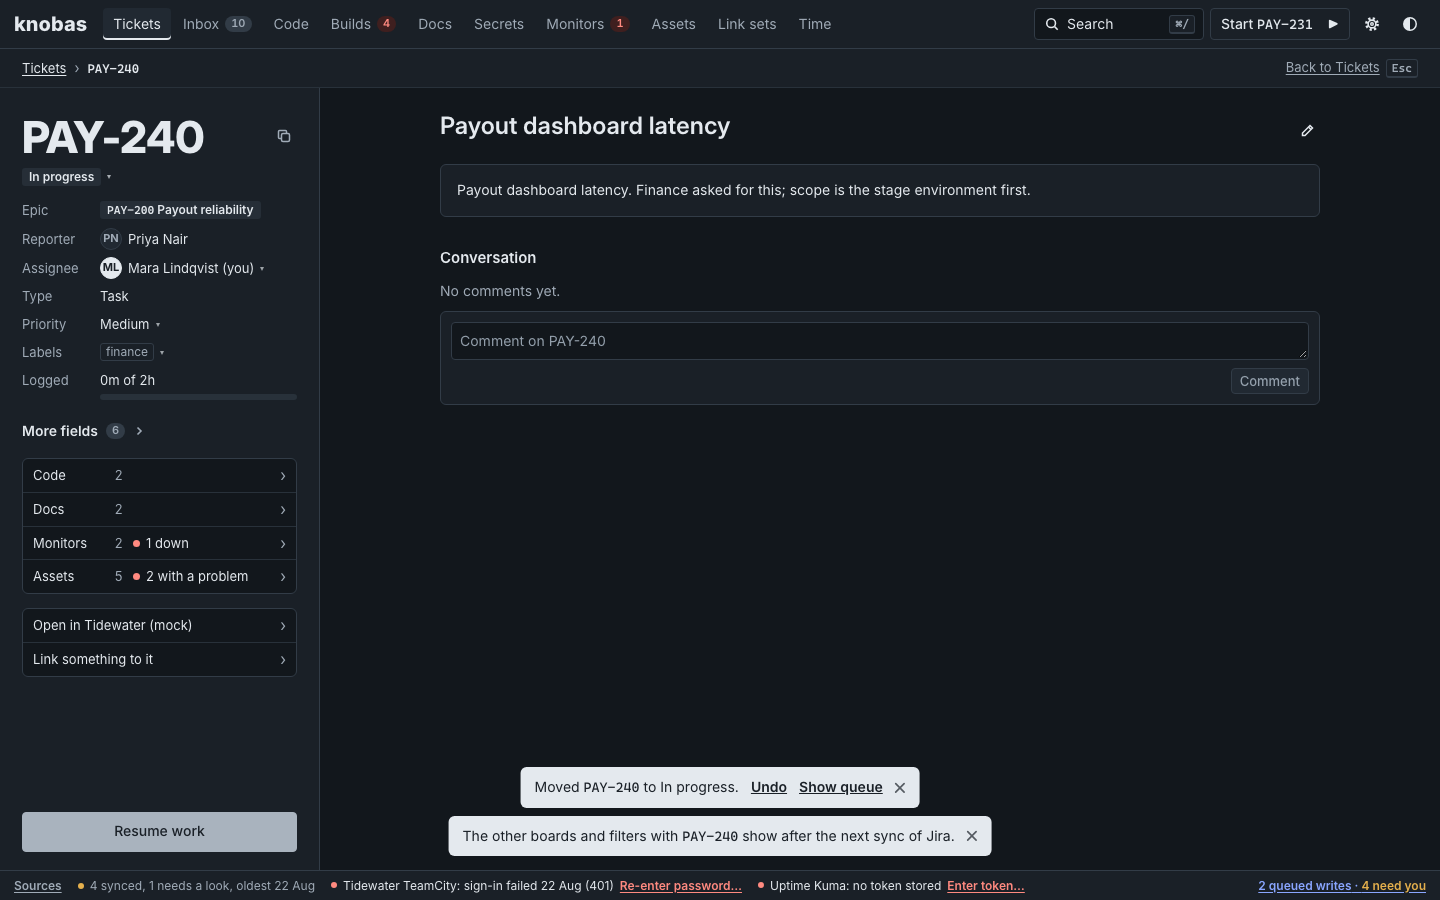 knobas Tickets Inbox 10 Code Builds 4 Docs Secrets Monitors 1 Assets Link sets Time Search ⌘/ Start PAY-231
Tickets › PAY-240 Back to Tickets Esc
PAY-240
In progress
Epic PAY-200 Payout reliability
Reporter PN Priya Nair
Assignee ML Mara Lindqvist (you)
Type Task
Priority Medium
Labels finance
Logged 0m of 2h
More fields 6
Code 2
Docs 2
Monitors 2 1 down
Assets 5 2 with a problem
Open in Tidewater (mock)
Link something to it
Resume work
Payout dashboard latency
Payout dashboard latency. Finance asked for this; scope is the stage environment first.
Conversation
No comments yet.
Comment on PAY-240
Comment
Moved PAY-240 to In progress. Undo Show queue
The other boards and filters with PAY-240 show after the next sync of Jira.
Sources 4 synced, 1 needs a look, oldest 22 Aug Tidewater TeamCity: sign-in failed 22 Aug (401) Re-enter password... Uptime Kuma: no token stored Enter token... 2 queued writes · 4 need you